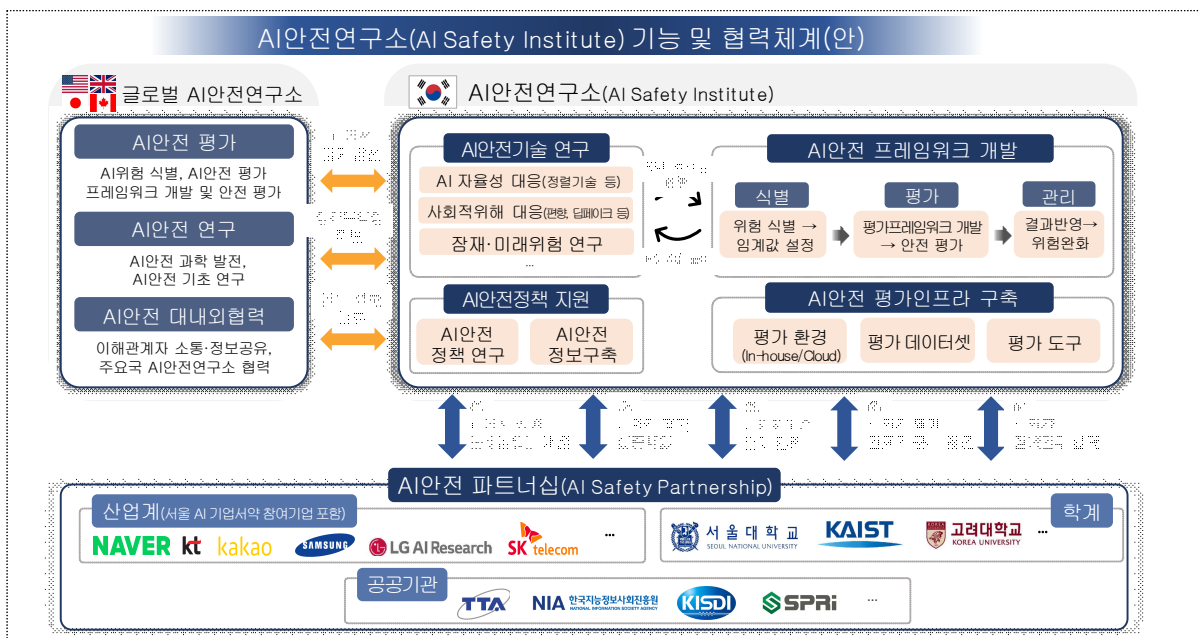 AI안전연구소(AI Safety Institute) 기능 및 협력체계(안)
글로벌 AI안전연구소
AI안전 평가
AI위험 식별, AI안전 평가
프레임워크 개발 및 안전 평가
AI안전 연구
AI안전 과학 발전,
AI안전 기초 연구
AI안전 대내외협력
이해관계자 소통·정보공유,
주요국 AI안전연구소 협력
AI안전연구소(AI Safety Institute)
AI안전기술 연구
AI 자율성 대응(정렬기술 등)
사회적위해 대응(편향, 딥페이크 등)
잠재·미래위험 연구
...
AI안전 프레임워크 개발
식별
위험 식별 →
임계값 설정
평가
평가프레임워크 개발
→ 안전 평가
관리
결과반영→
위험완화
AI안전정책 지원
AI안전
정책 연구
AI안전
정보구축
AI안전 평가인프라 구축
평가 환경
(In-house/Cloud)
평가 데이터셋
평가 도구
AI안전 파트너십(AI Safety Partnership)
산업계(서울 AI 기업서약 참여기업 포함)
NAVER
kt
kakao
SAMSUNG
LG AI Research
SK telecom
...
학계
서울대학교
SEOUL NATIONAL UNIVERSITY
KAIST
고려대학교
KOREA UNIVERSITY
...
공공기관
TTA
NIA 한국지능정보사회진흥원
NATIONAL INFORMATION SOCIETY AGENCY
KISDI
SPRi
...